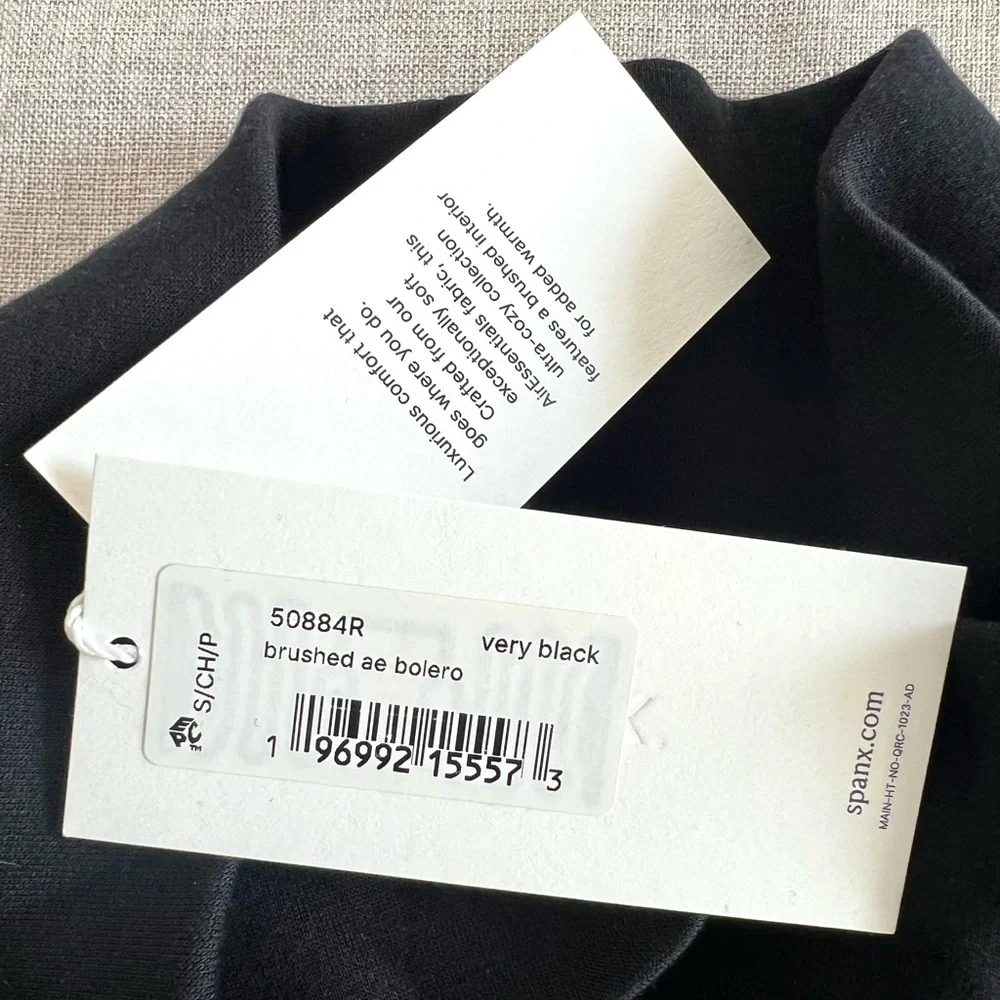 Luxurious comfort that
goes where you do.
Crafted from our
exceptionally soft
AirEssentials fabric, this
ultra-cozy collection
features a brushed interior
for added warmth.
S/CH/P
50884R
very black
brushed ae bolero
1 96992 15557 3
EPC™
spanx.com
MAIN-HT-NO-QRC-1023-AD